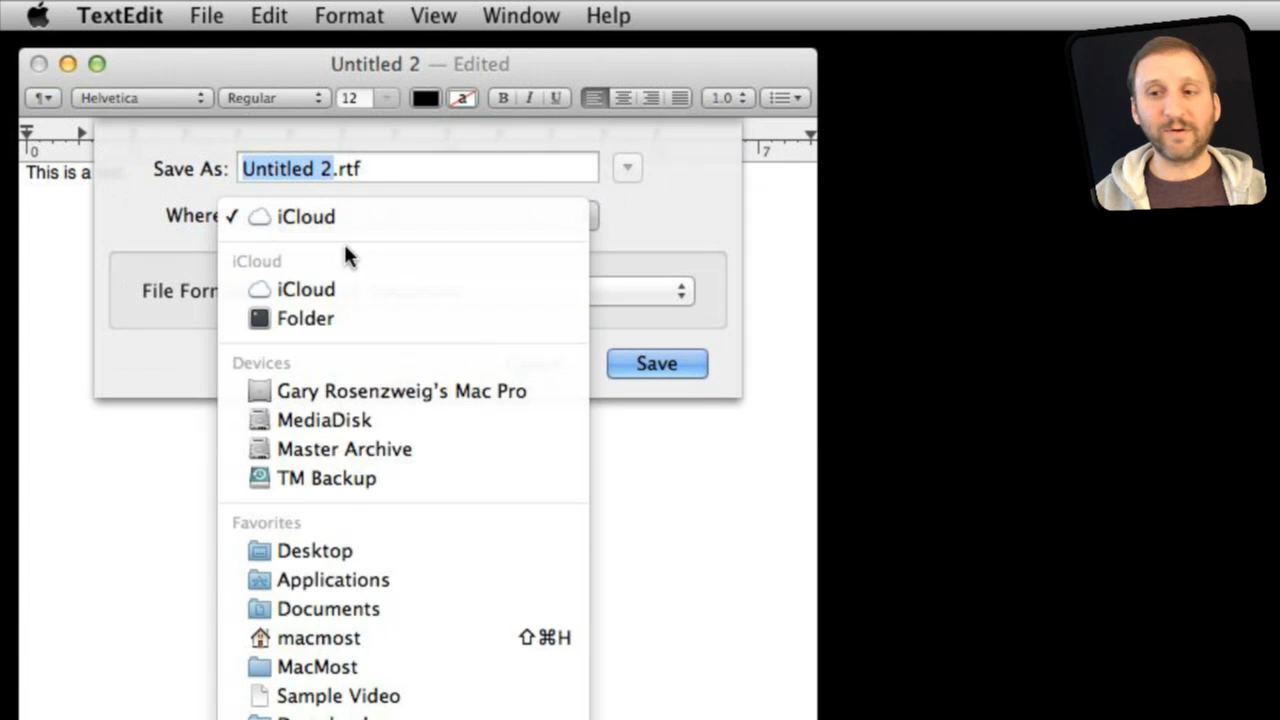 TextEdit File Edit Format View Window Help
Untitled 2 — Edited
Helvetica Regular 12 a B I U 1.0
0 7
This is a
Save As: Untitled 2.rtf
Where ✓ iCloud
iCloud
iCloud
File Form
Folder
Devices
Save
Gary Rosenzweig's Mac Pro
MediaDisk
Master Archive
TM Backup
Favorites
Desktop
Applications
Documents
macmost ⇧⌘H
MacMost
Sample Video